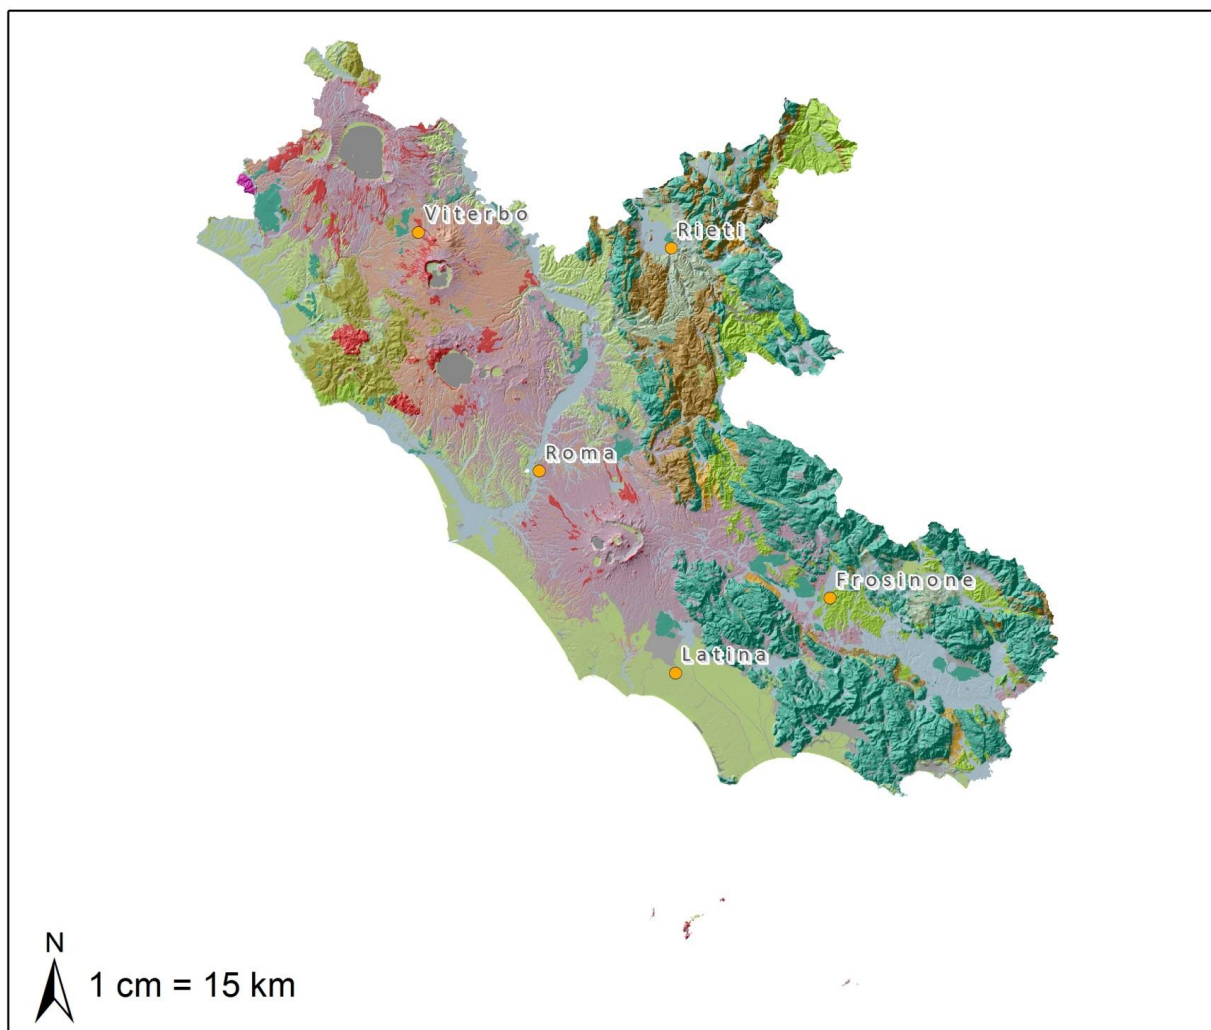 Viterbo
Rieti
Roma
Frosinone
Latina
N
1 cm = 15 km